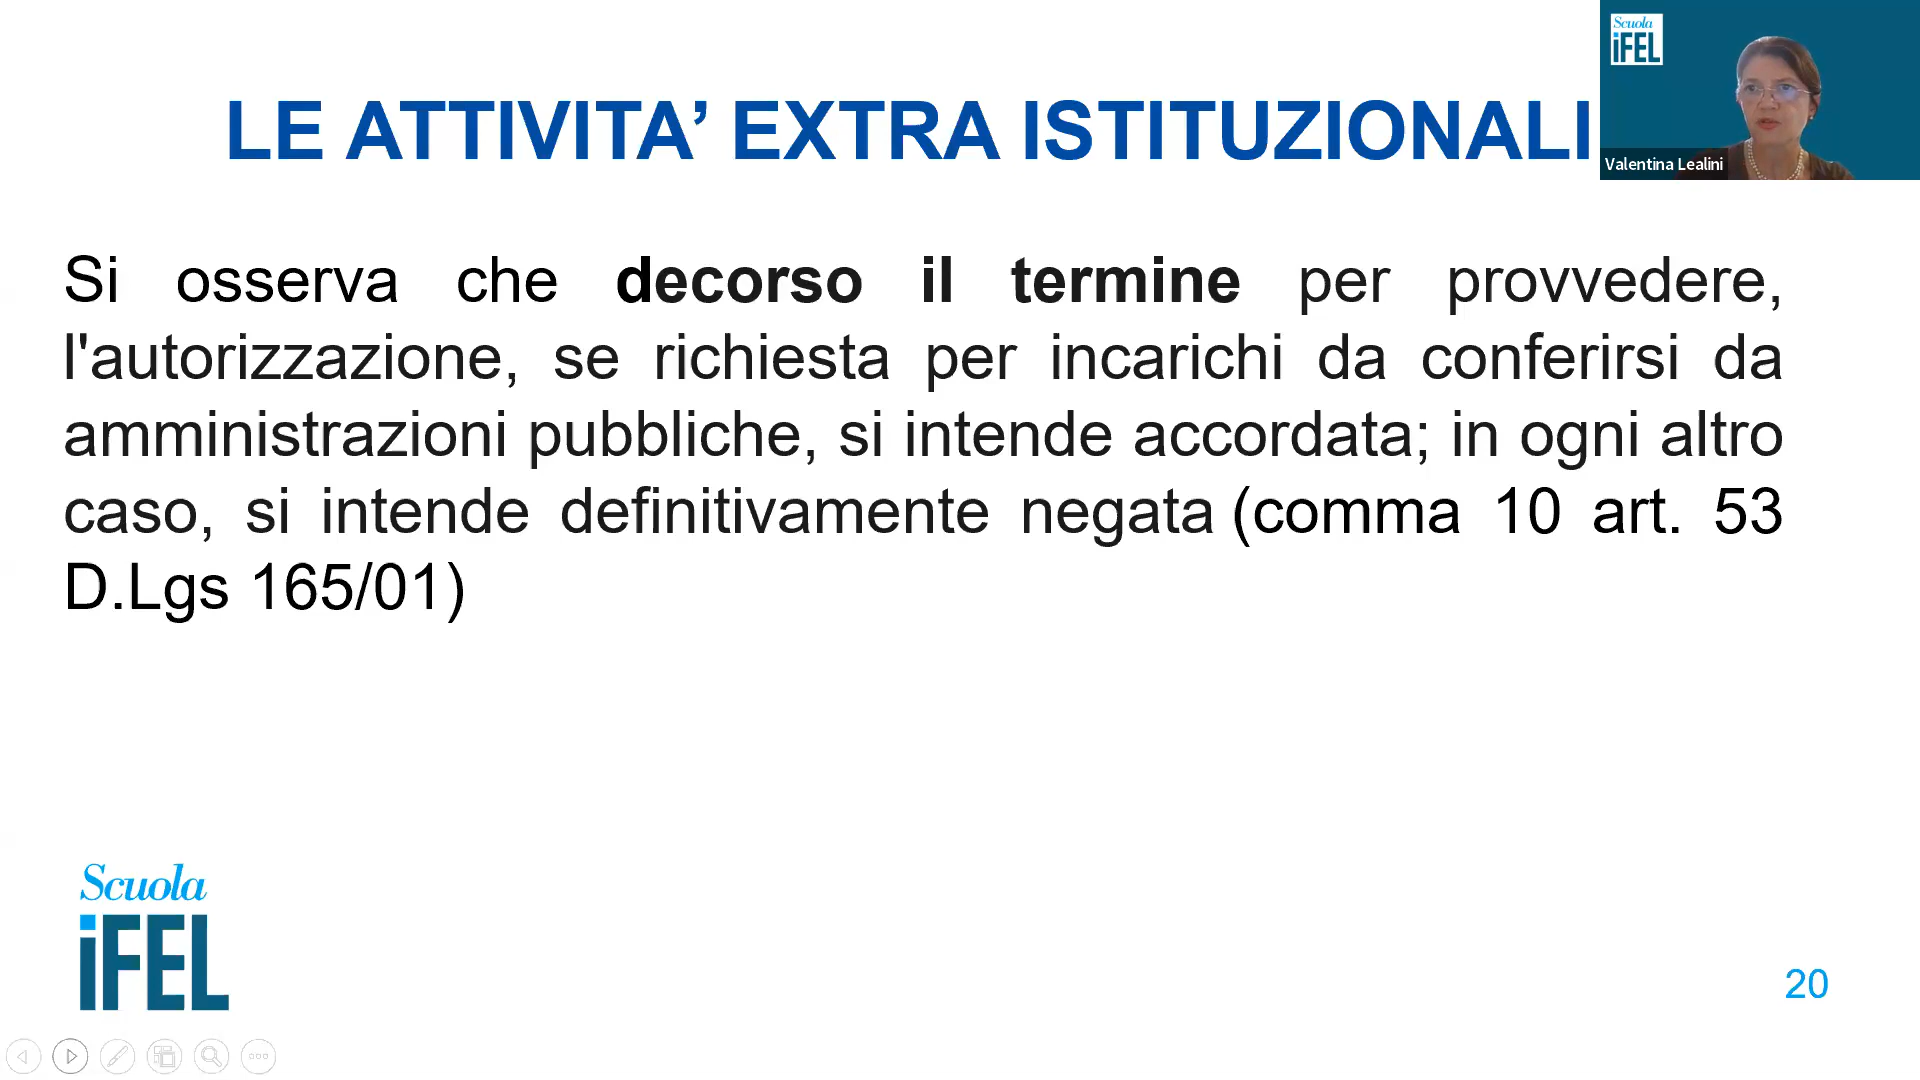 Scuola
iFEL
LE ATTIVITA’ EXTRA ISTITUZIONALI
Valentina Lealini
Si osserva che decorso il termine per provvedere,
l'autorizzazione, se richiesta per incarichi da conferirsi da
amministrazioni pubbliche, si intende accordata; in ogni altro
caso, si intende definitivamente negata (comma 10 art. 53
D.Lgs 165/01)
Scuola
iFEL
20